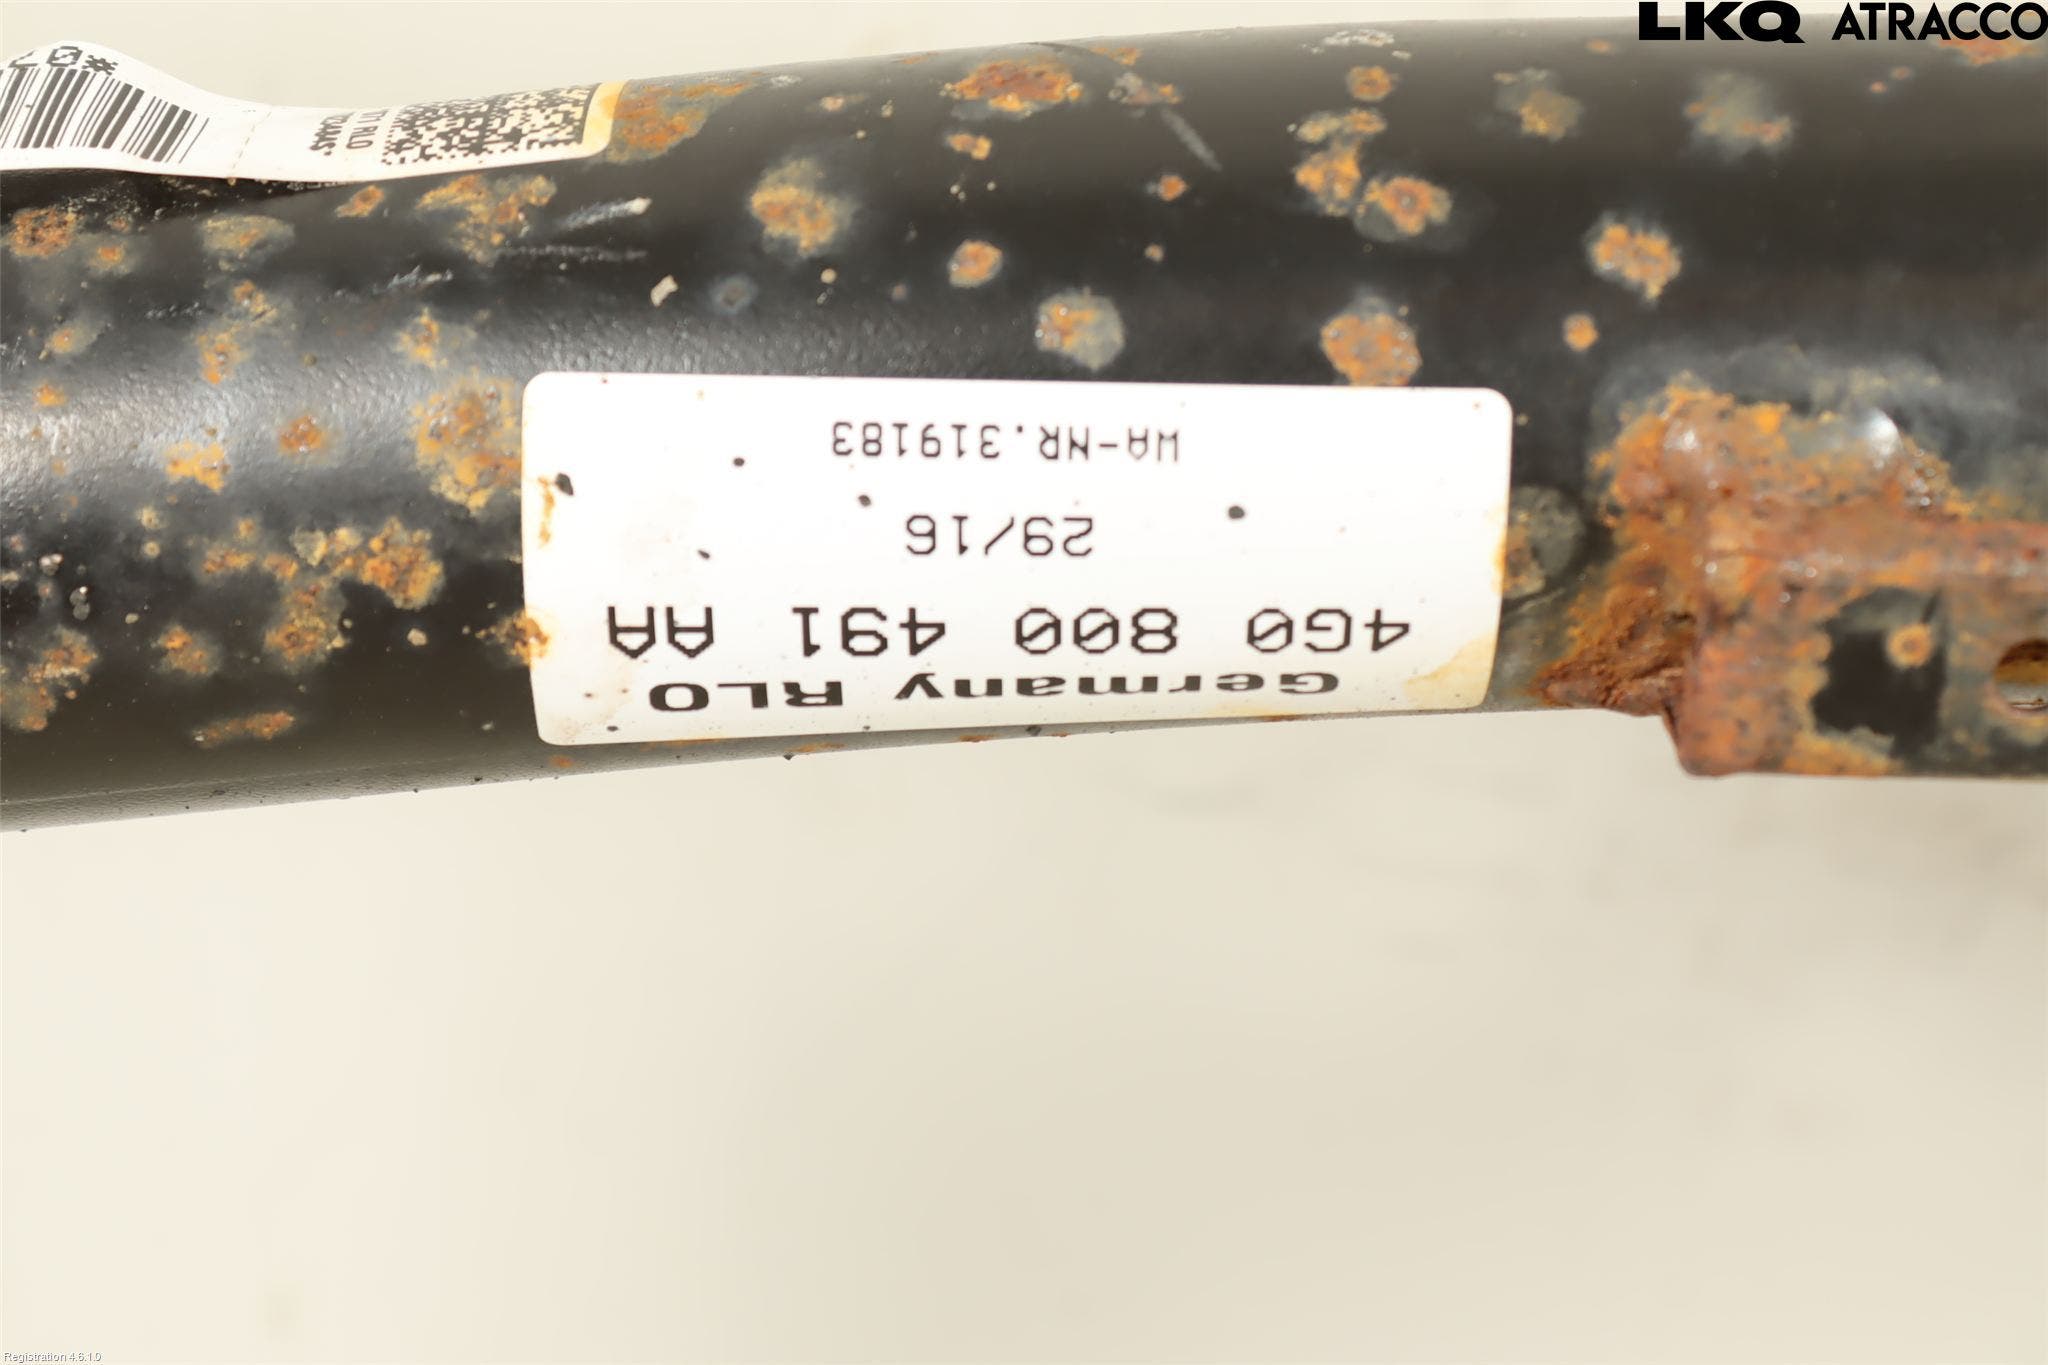 LKQ ATRACCO
Germany RLO
4G0 800 491 AA
29/16
WA-NR.319183
Registration 4.6.1.0